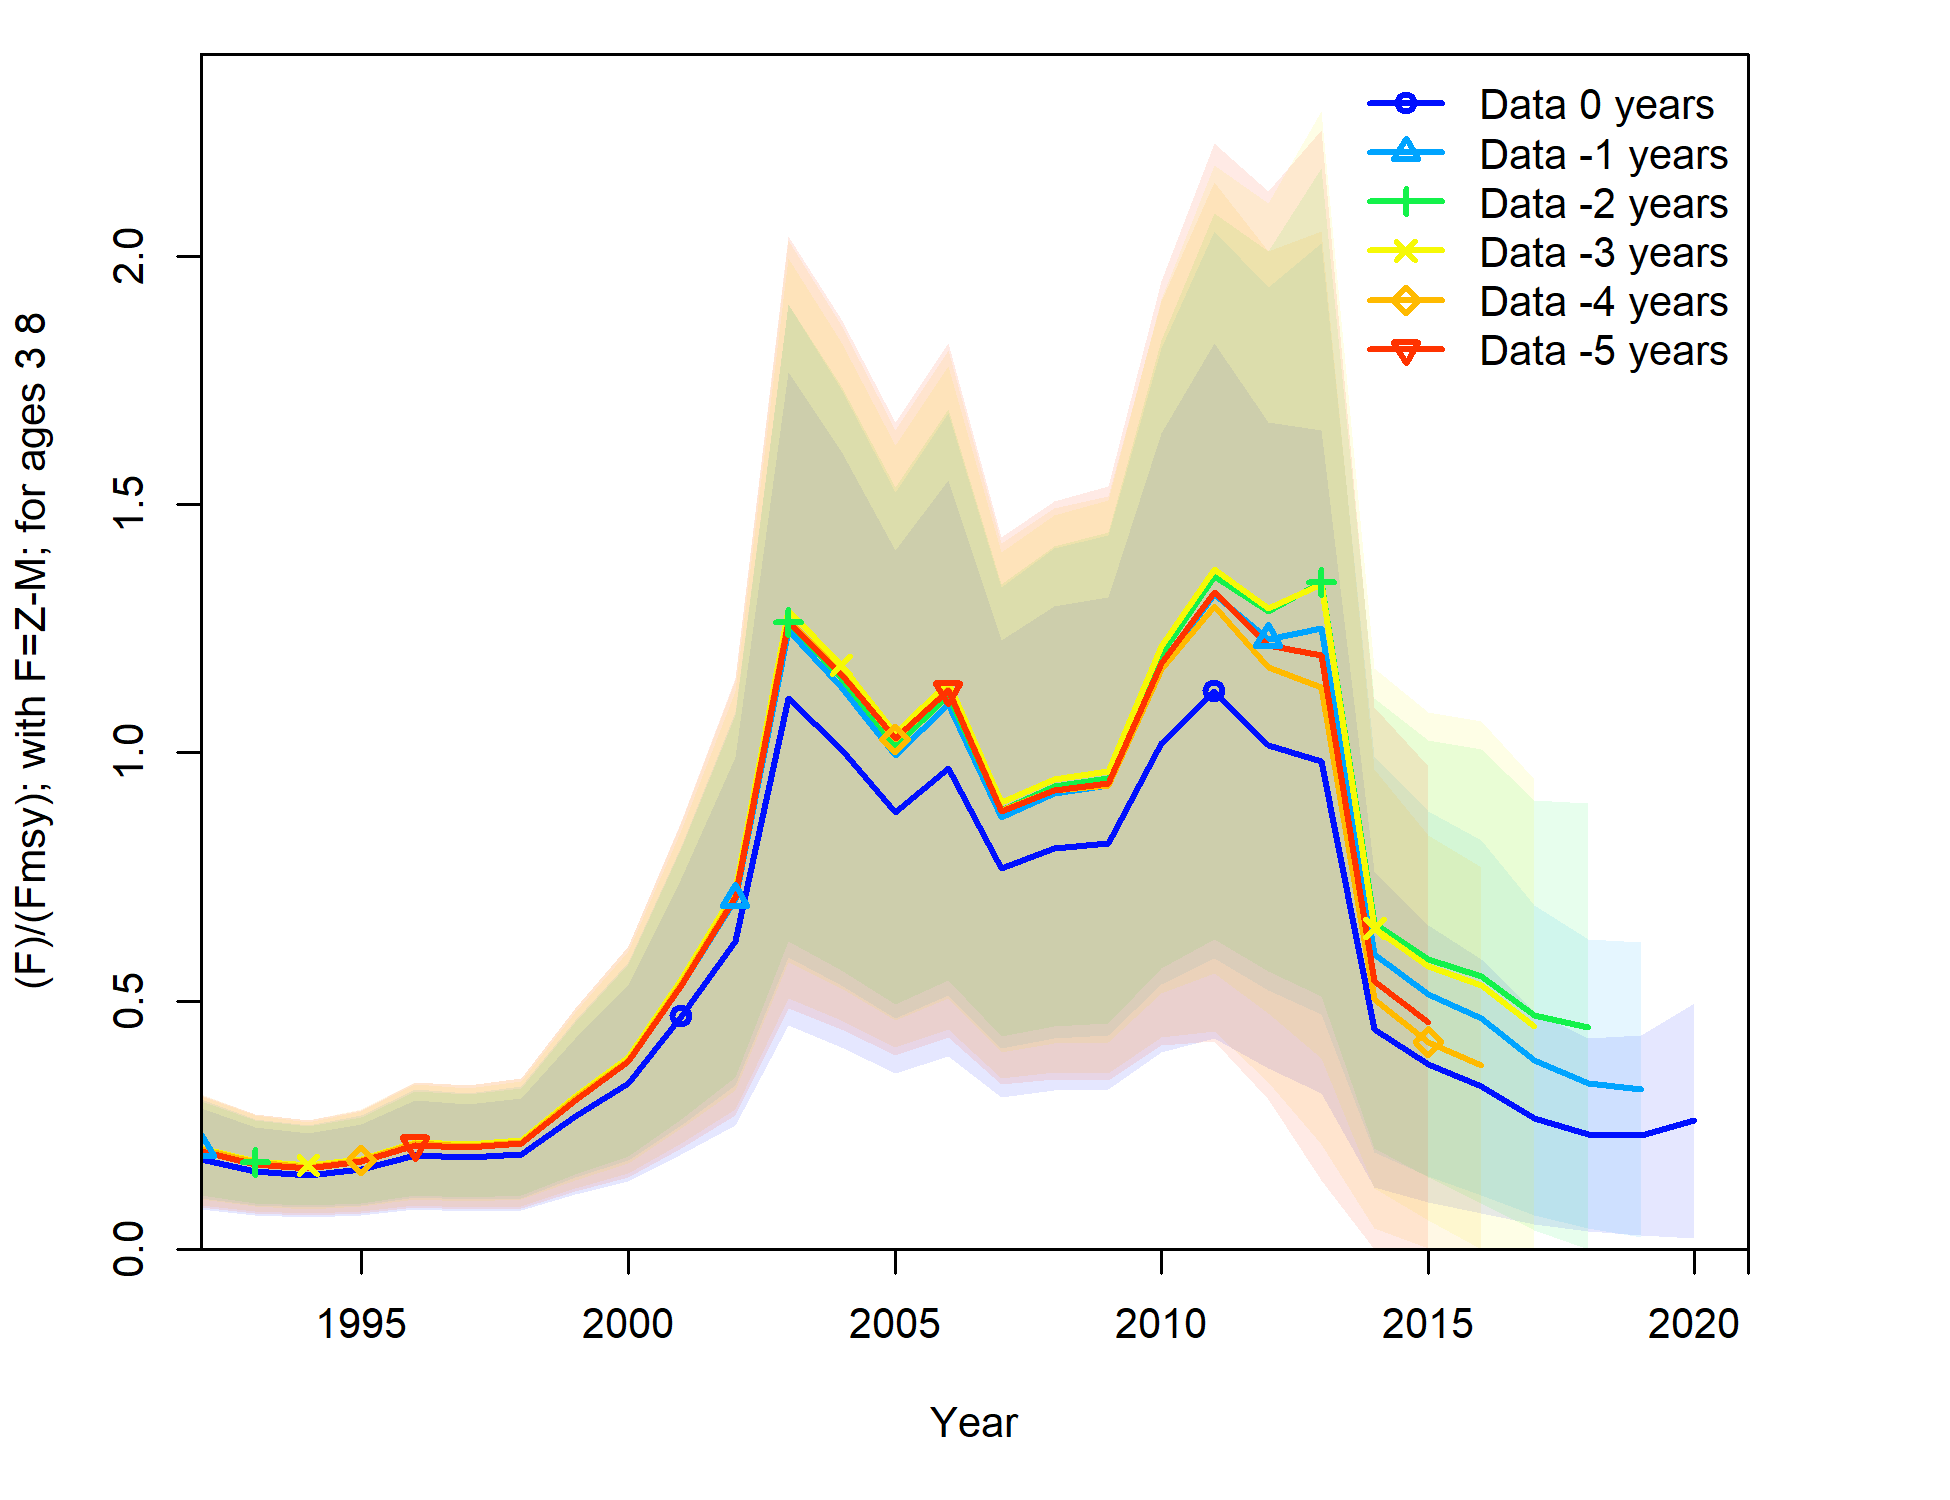 (F)/(Fmsy); with F=Z-M; for ages 3 8
2.0
1.5
1.0
0.5
0.0
Data 0 years
Data -1 years
Data -2 years
Data -3 years
Data -4 years
Data -5 years
1995
2000
2005
2010
2015
2020
Year